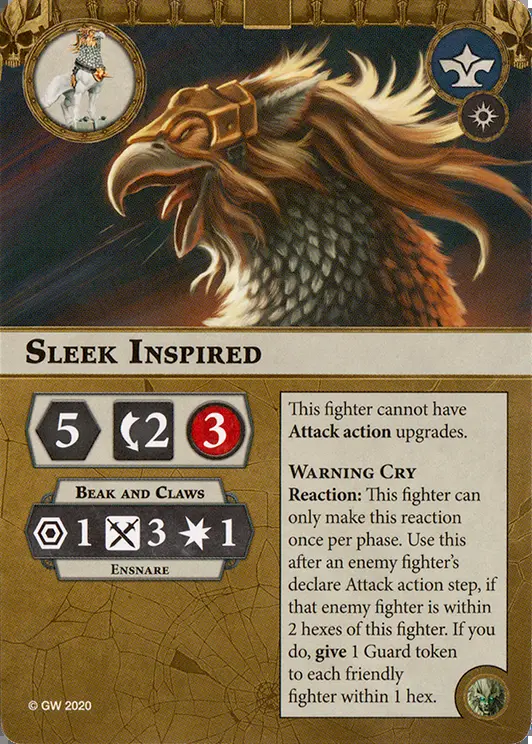 Sleek Inspired
5 2 3
Beak and Claws
1 3 1
Ensnare
This fighter cannot have
Attack action upgrades.
Warning Cry
Reaction: This fighter can
only make this reaction
once per phase. Use this
after an enemy fighter's
declare Attack action step, if
that enemy fighter is within
2 hexes of this fighter. If you
do, give 1 Guard token
to each friendly
fighter within 1 hex.
© GW 2020